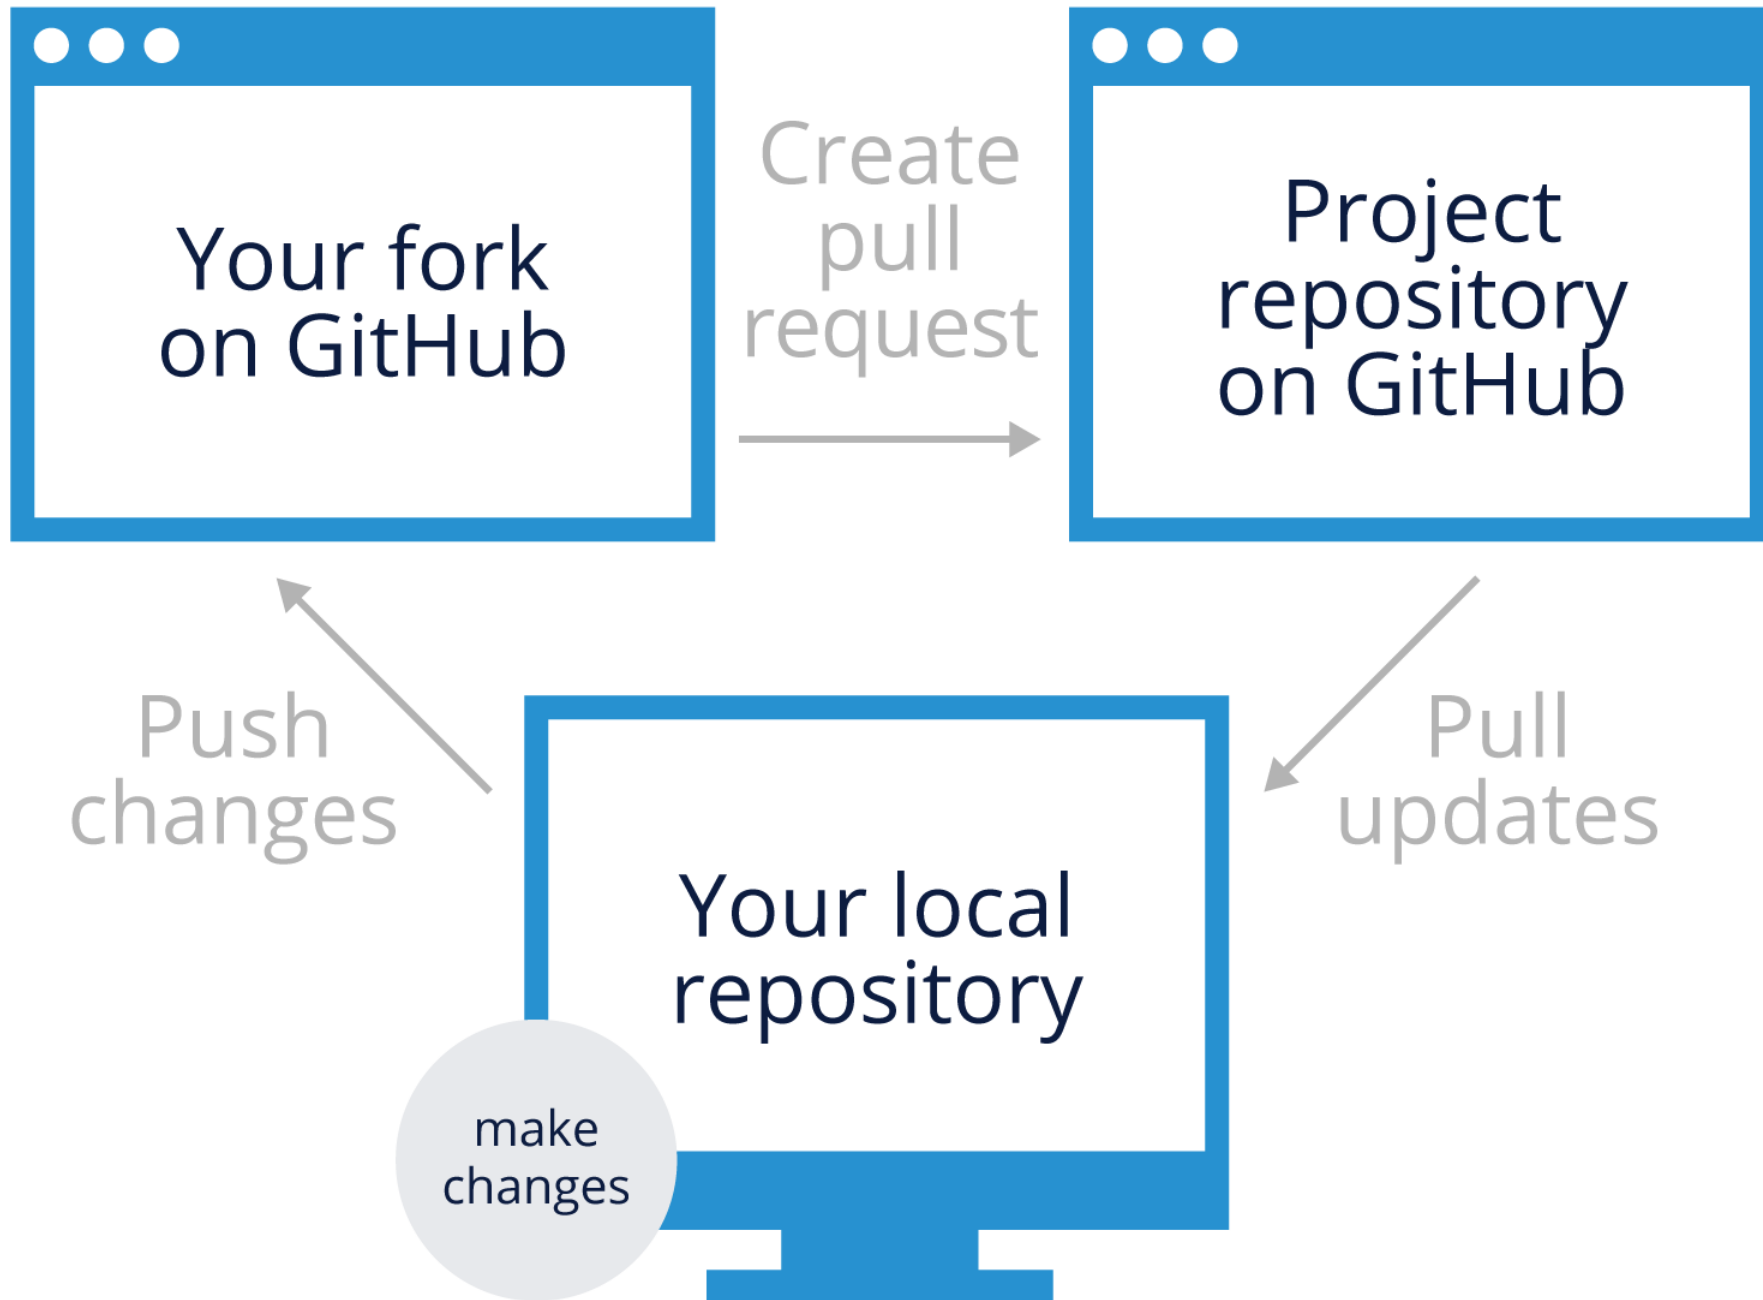 Your fork
on GitHub
Create
pull
request
Project
repository
on GitHub
Push
changes
Pull
updates
Your local
repository
make
changes